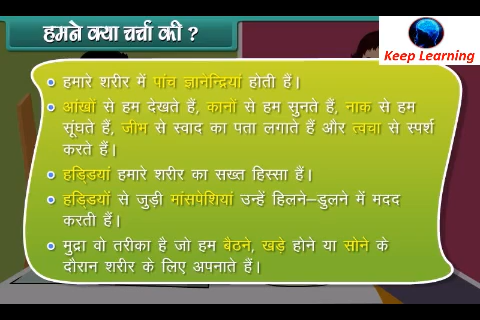 हमने क्या चर्चा की ?
Keep Learning
हमारे शरीर में पांच ज्ञानेन्द्रियां होती हैं।
आंखों से हम देखते हैं, कानों से हम सुनते हैं, नाक से हम
सूंघते हैं, जीभ से स्वाद का पता लगाते हैं और त्वचा से स्पर्श
करते हैं।
हड्डियां हमारे शरीर का सख्त हिस्सा हैं।
हड्डियों से जुड़ी मांसपेशियां उन्हें हिलने-डुलने में मदद
करती हैं।
मुद्रा वो तरीका है जो हम बैठने, खड़े होने या सोने के
दौरान शरीर के लिए अपनाते हैं।